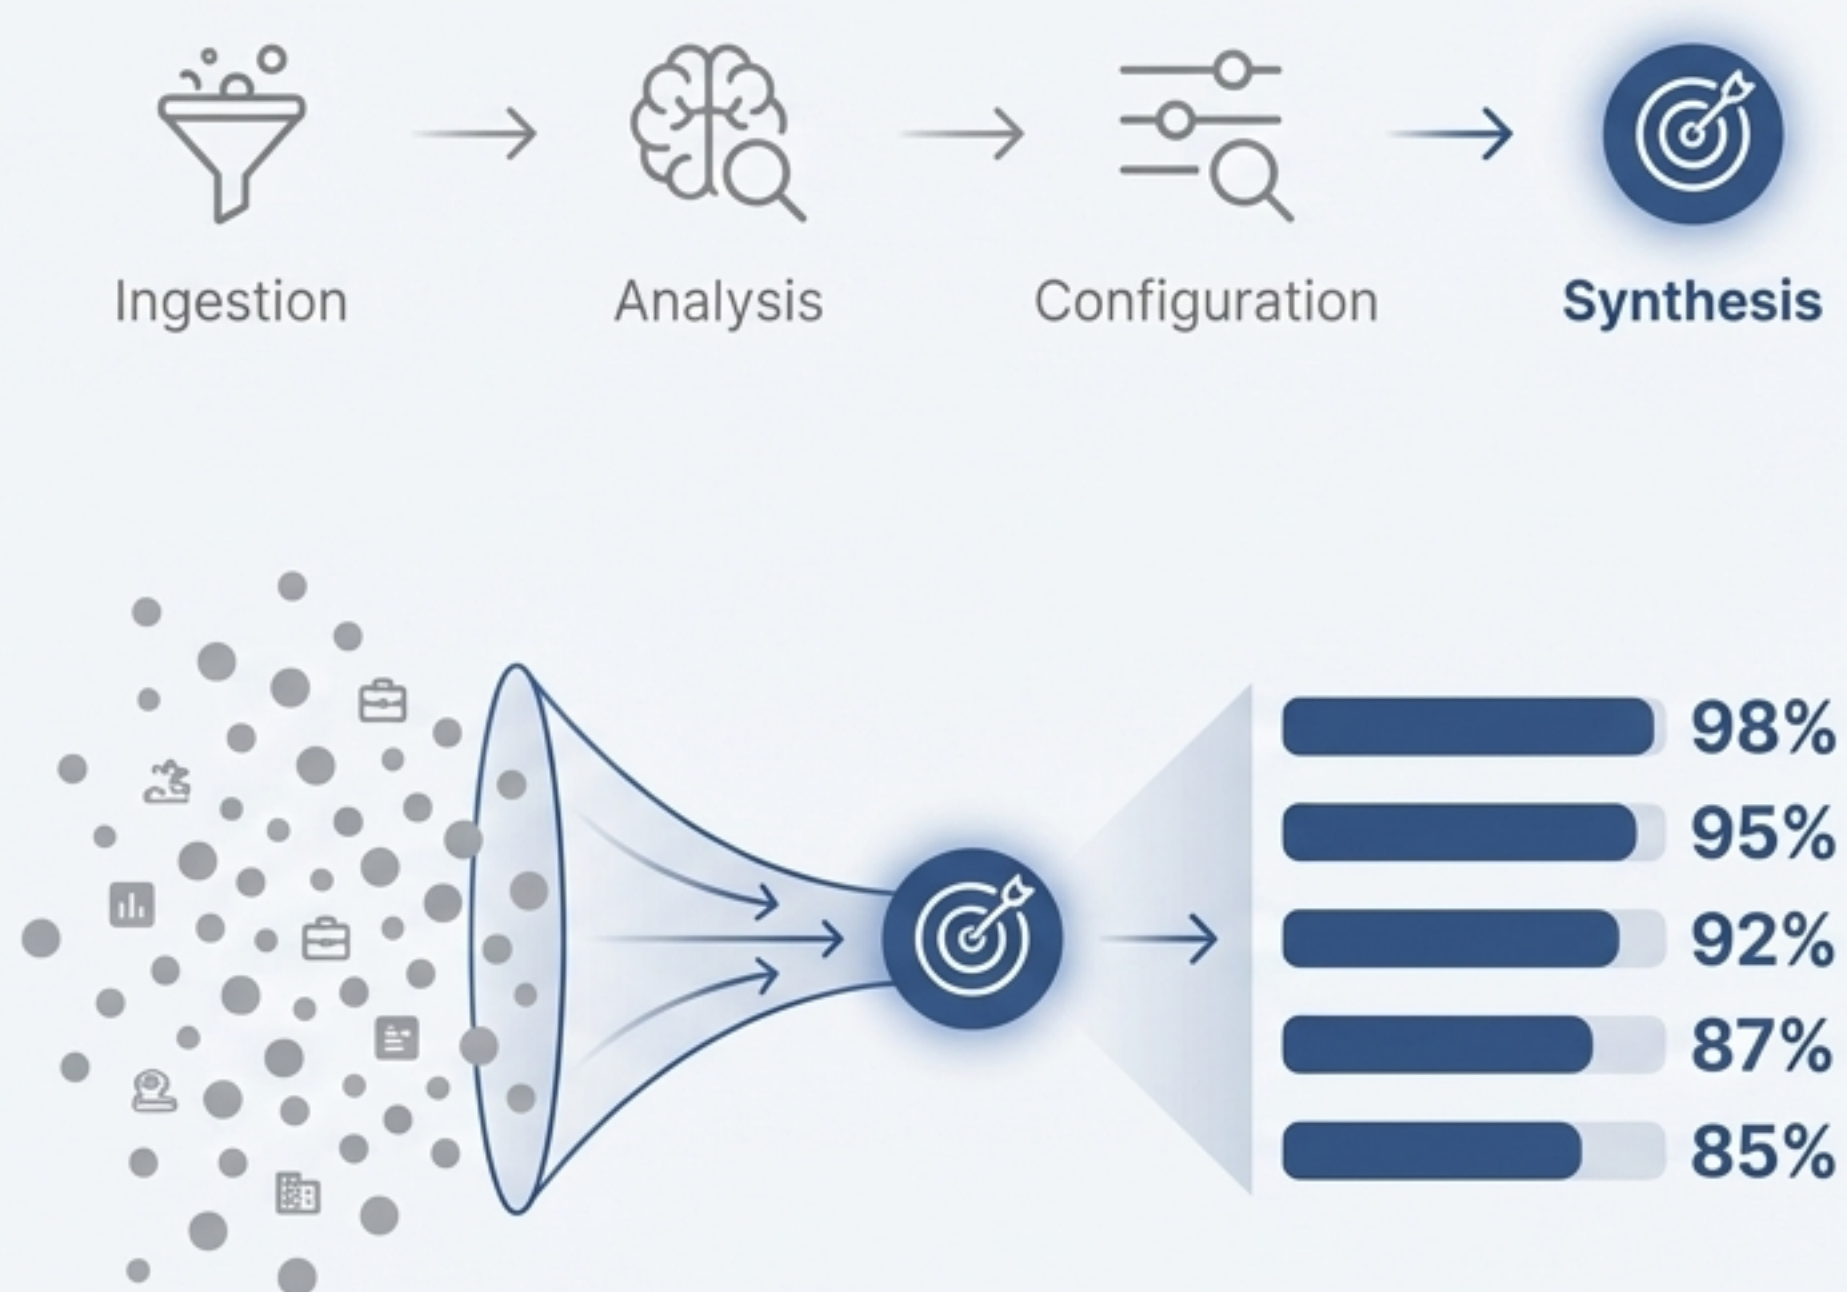 Ingestion
Analysis
Configuration
Synthesis
98%
95%
92%
87%
85%